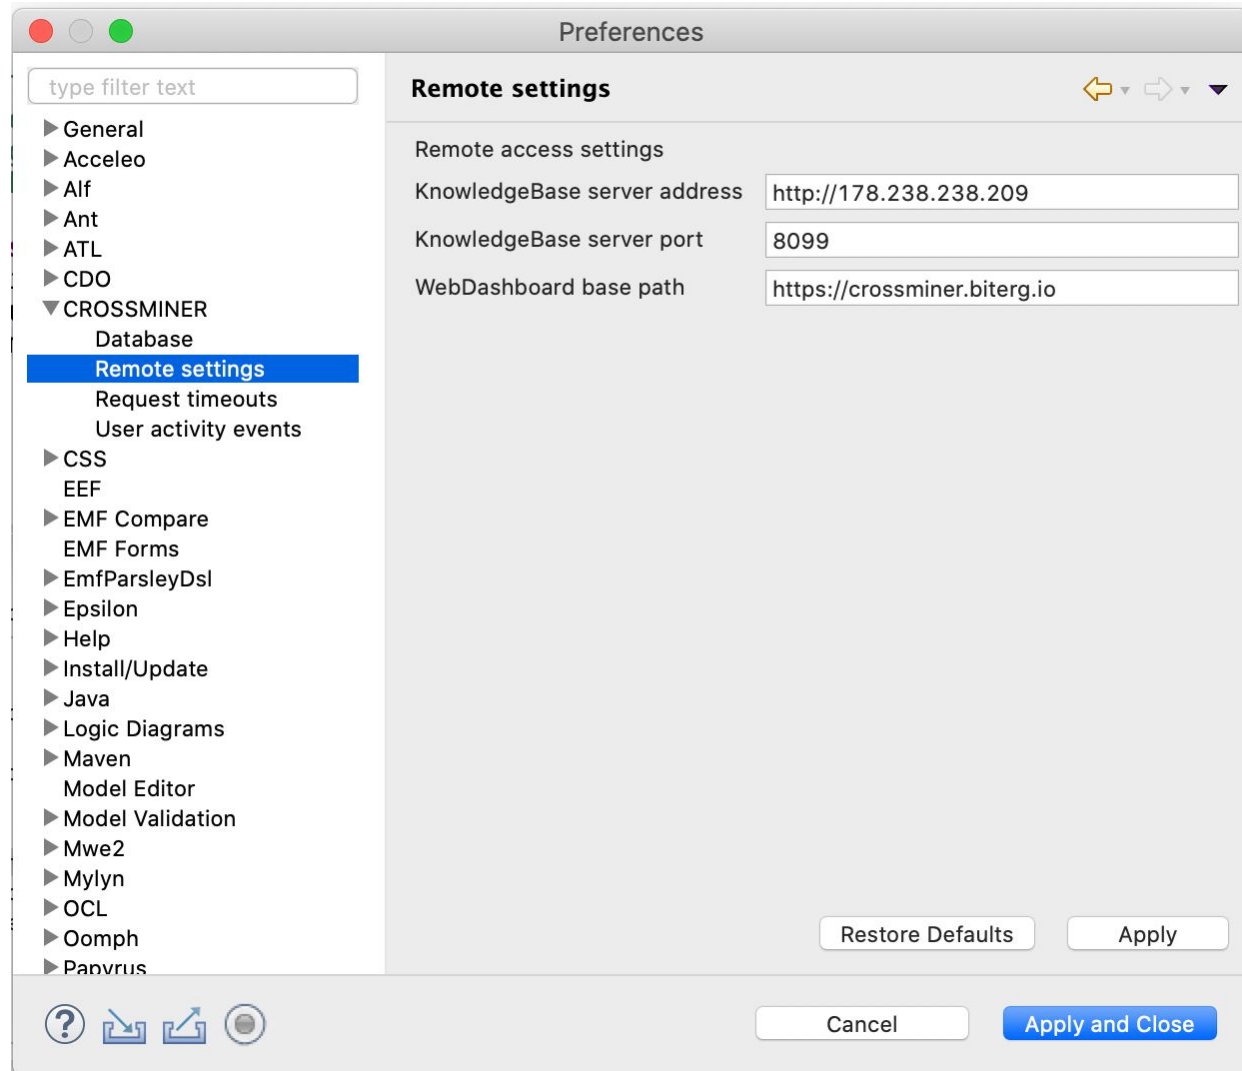 Preferences
type filter text
General
Acceleo
Alf
Ant
ATL
CDO
CROSSMINER
Database
Remote settings
Request timeouts
User activity events
CSS
EEF
EMF Compare
EMF Forms
EmfParsleyDsl
Epsilon
Help
Install/Update
Java
Logic Diagrams
Maven
Model Editor
Model Validation
Mwe2
Mylyn
OCL
Oomph
Papyrus
Remote settings
Remote access settings
KnowledgeBase server address http://178.238.238.209
KnowledgeBase server port 8099
WebDashboard base path https://crossminer.biterg.io
Restore Defaults Apply
? Cancel Apply and Close